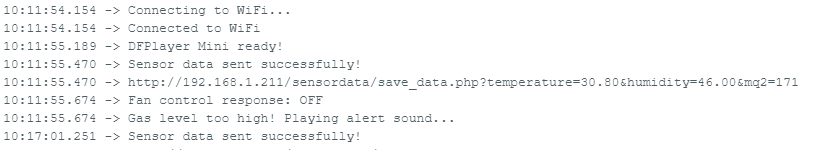 10:11:54.154 -> Connecting to WiFi...
10:11:54.154 -> Connected to WiFi
10:11:55.189 -> DFPlayer Mini ready!
10:11:55.470 -> Sensor data sent successfully!
10:11:55.470 -> http://192.168.1.211/sensordata/save_data.php?temperature=30.80&humidity=46.00&mq2=171
10:11:55.674 -> Fan control response: OFF
10:11:55.674 -> Gas level too high! Playing alert sound...
10:17:01.251 -> Sensor data sent successfully!